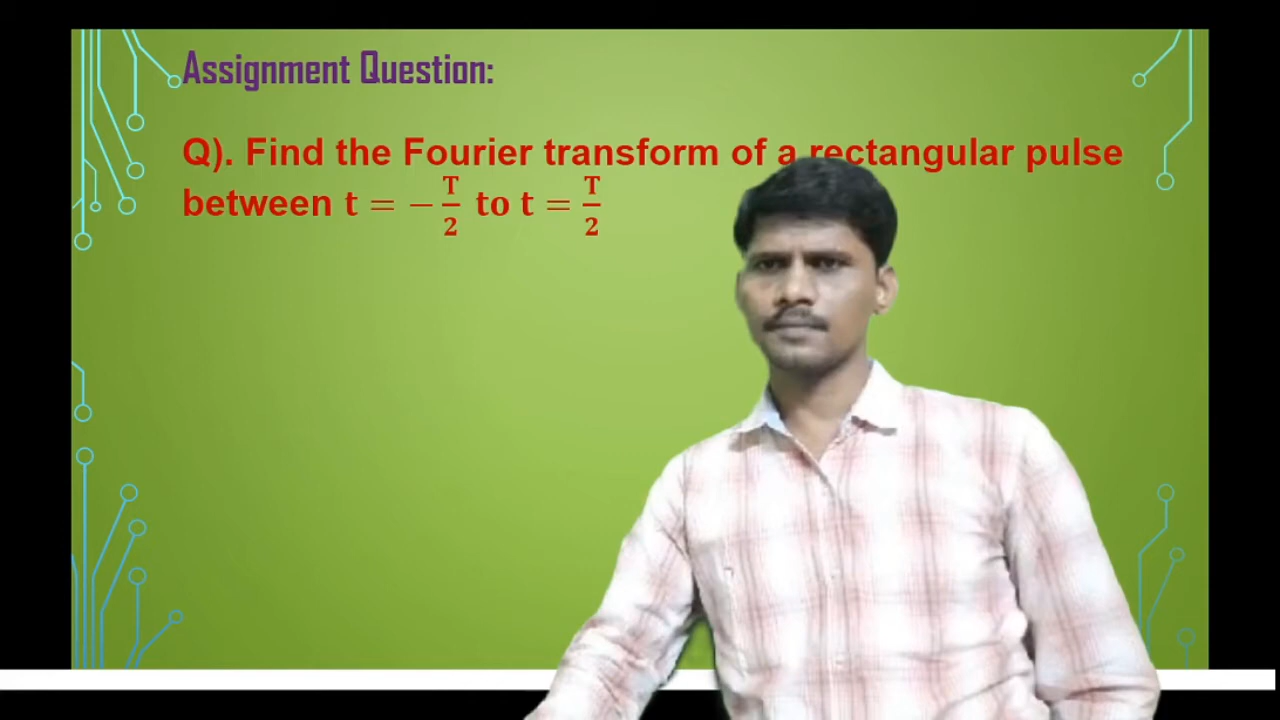 Assignment Question:
Q). Find the Fourier transform of a rectangular pulse
between t = −T/2 to t = T/2